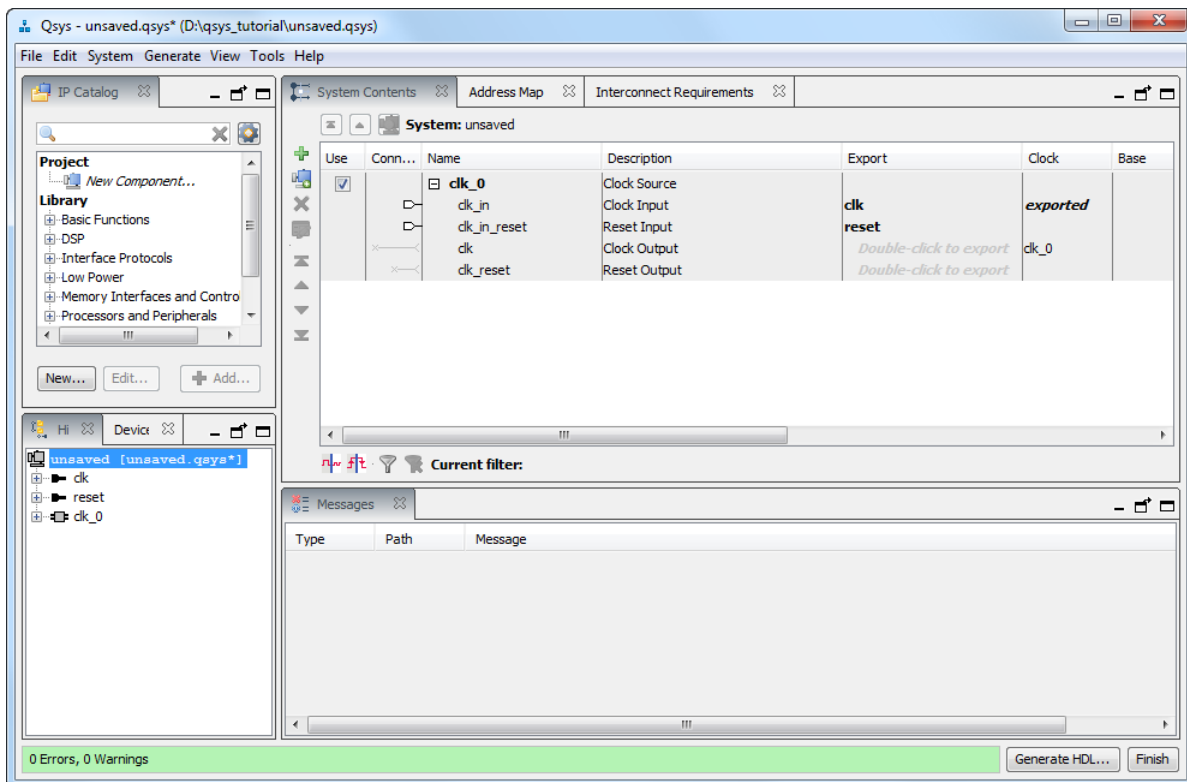 Qsys - unsaved.qsys* (D:\qsys_tutorial\unsaved.qsys)
File Edit System Generate View Tools Help
IP Catalog
Project
New Component...
Library
Basic Functions
DSP
Interface Protocols
Low Power
Memory Interfaces and Contro
Processors and Peripherals
New... Edit... Add...
Hi Device
unsaved [unsaved.qsys*]
clk
reset
clk_0
System Contents Address Map Interconnect Requirements
System: unsaved
Use Conn... Name Description Export Clock Base
clk_0 Clock Source
clk_in Clock Input clk exported
clk_in_reset Reset Input reset
clk Clock Output Double-click to export clk_0
clk_reset Reset Output Double-click to export
Current filter:
Messages
Type Path Message
0 Errors, 0 Warnings Generate HDL... Finish